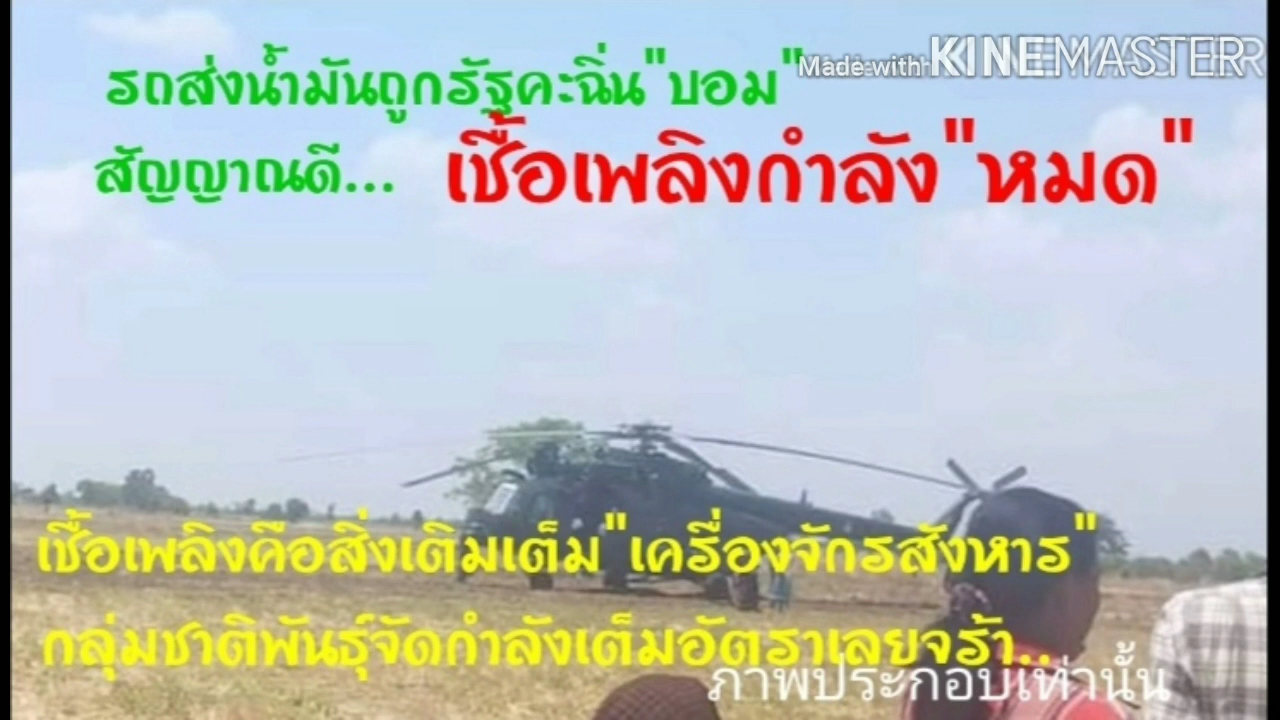 Made with KINEMASTER
รถส่งน้ำมันถูกรัฐคะฉิ่น"บอม"
สัญญาณดี... เชื้อเพลิงกำลัง"หมด"
เชื้อเพลิงคือสิ่งเติมเต็ม"เครื่องจักรสังหาร"
กลุ่มชาติพันธุ์จัดกำลังเต็มอัตราเลยจร้า..
ภาพประกอบเท่านั้น